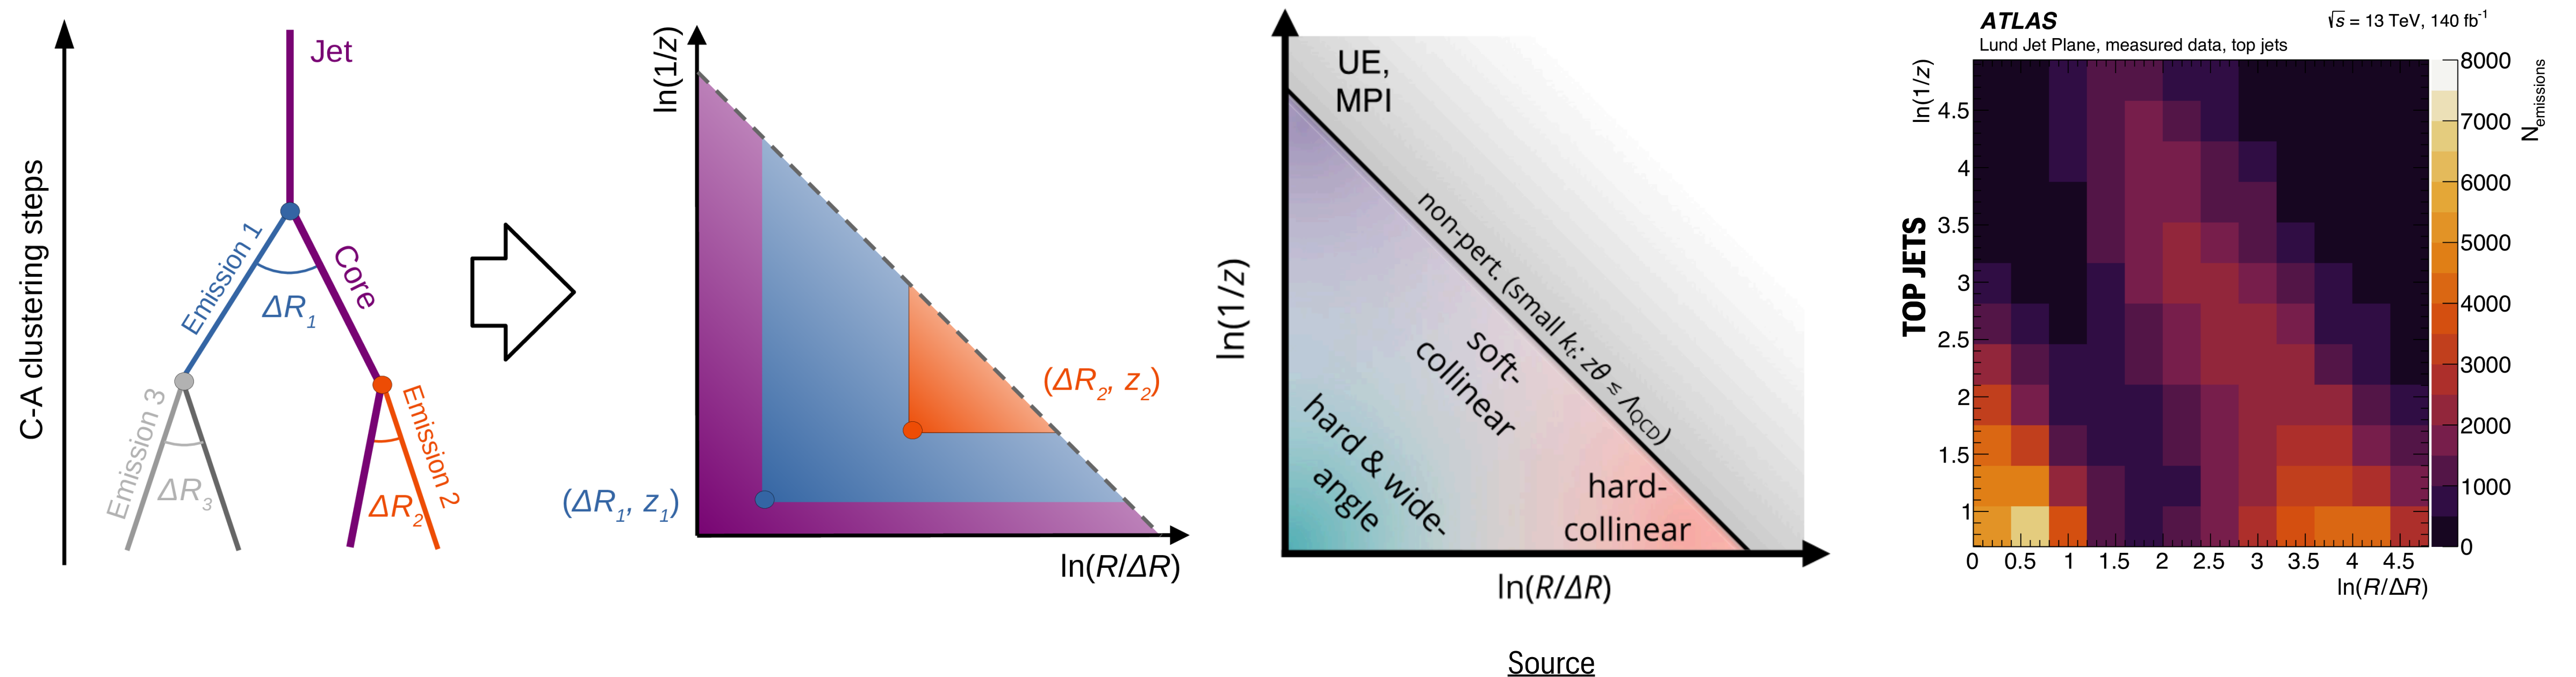 C-A clustering steps
Jet
Emission 1
Core
ΔR₁
Emission 3
ΔR₃
Emission 2
ΔR₂
ln(1/z)
(ΔR₁, z₁)
(ΔR₂, z₂)
ln(R/ΔR)
ln(1/z)
UE,
MPI
non-pert. (small kₜ: zθ ≤ Λ_QCD)
soft-
collinear
hard & wide-
angle
hard-
collinear
ln(R/ΔR)
Source
ATLAS
√s = 13 TeV, 140 fb⁻¹
Lund Jet Plane, measured data, top jets
TOP JETS
ln(1/z)
4.5
4
3.5
3
2.5
2
1.5
1
0 0.5 1 1.5 2 2.5 3 3.5 4 4.5
ln(R/ΔR)
8000
7000
6000
5000
4000
3000
2000
1000
0
N_emissions